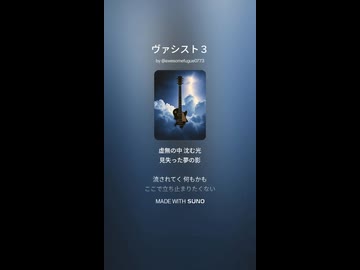 ヴァシスト３
by @awesomefugue0773
虚無の中 沈む光
見失った夢の影
流されてく 何もかも
ここで立ち止まりたくない
MADE WITH SUNO